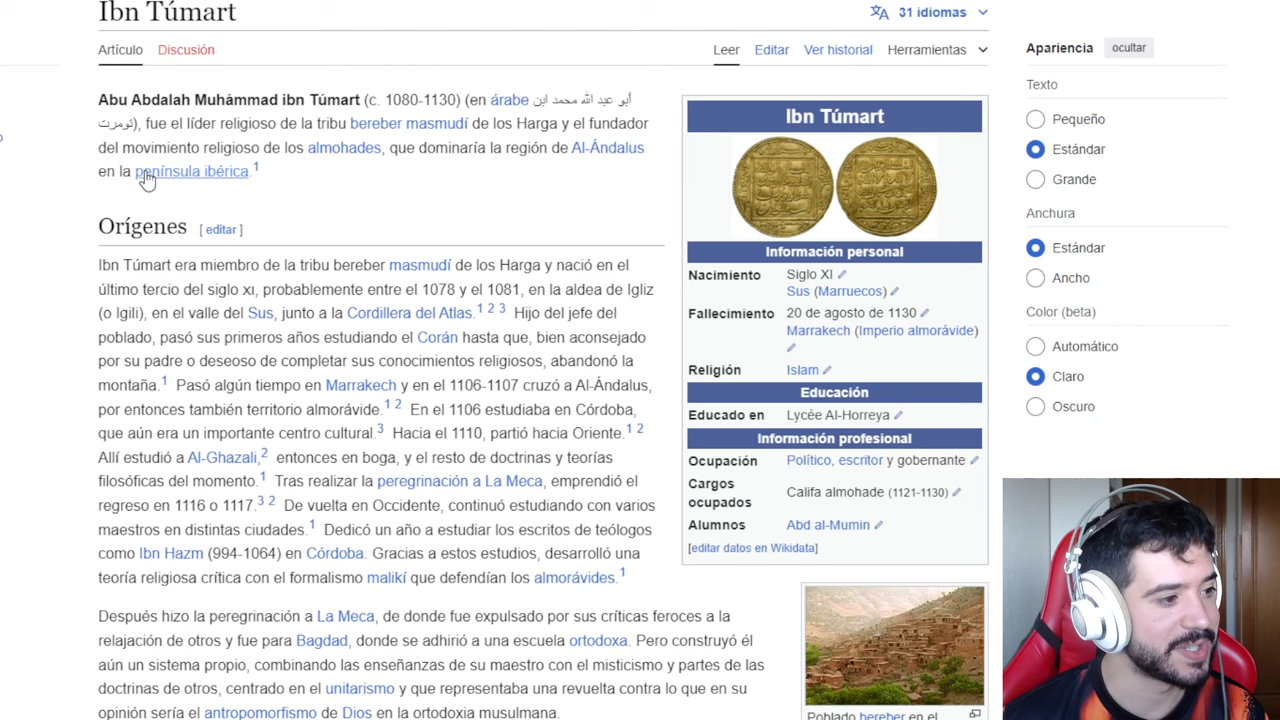 Ibn Túmart
31 idiomas
Artículo Discusión Leer Editar Ver historial Herramientas
Abu Abdalah Muhámmad ibn Túmart (c. 1080-1130) (en árabe أبو عبد الله محمد ابن
تومرت), fue el líder religioso de la tribu bereber masmudí de los Harga y el fundador
del movimiento religioso de los almohades, que dominaría la región de Al-Ándalus
en la península ibérica.1
Orígenes [ editar ]
Ibn Túmart era miembro de la tribu bereber masmudí de los Harga y nació en el
último tercio del siglo XI, probablemente entre el 1078 y el 1081, en la aldea de Igliz
(o Igili), en el valle del Sus, junto a la Cordillera del Atlas.1 2 3 Hijo del jefe del
poblado, pasó sus primeros años estudiando el Corán hasta que, bien aconsejado
por su padre o deseoso de completar sus conocimientos religiosos, abandonó la
montaña.1 Pasó algún tiempo en Marrakech y en el 1106-1107 cruzó a Al-Ándalus,
por entonces también territorio almorávide.1 2 En el 1106 estudiaba en Córdoba,
que aún era un importante centro cultural.3 Hacia el 1110, partió hacia Oriente.1 2
Allí estudió a Al-Ghazali,2 entonces en boga, y el resto de doctrinas y teorías
filosóficas del momento.1 Tras realizar la peregrinación a La Meca, emprendió el
regreso en 1116 o 1117.3 2 De vuelta en Occidente, continuó estudiando con varios
maestros en distintas ciudades.1 Dedicó un año a estudiar los escritos de teólogos
como Ibn Hazm (994-1064) en Córdoba. Gracias a estos estudios, desarrolló una
teoría religiosa crítica con el formalismo malikí que defendían los almorávides.1
Después hizo la peregrinación a La Meca, de donde fue expulsado por sus críticas feroces a la
relajación de otros y fue para Bagdad, donde se adhirió a una escuela ortodoxa. Pero construyó él
aún un sistema propio, combinando las enseñanzas de su maestro con el misticismo y partes de las
doctrinas de otros, centrado en el unitarismo y que representaba una revuelta contra lo que en su
opinión sería el antropomorfismo de Dios en la ortodoxia musulmana.
Ibn Túmart
Información personal
Nacimiento Siglo XI
Sus (Marruecos)
Fallecimiento 20 de agosto de 1130
Marrakech (Imperio almorávide)
Religión Islam
Educación
Educado en Lycée Al-Horreya
Información profesional
Ocupación Político, escritor y gobernante
Cargos
ocupados Califa almohade (1121-1130)
Alumnos Abd al-Mumin
[editar datos en Wikidata]
Poblado bereber en el
Apariencia ocultar
Texto
Pequeño
Estándar
Grande
Anchura
Estándar
Ancho
Color (beta)
Automático
Claro
Oscuro